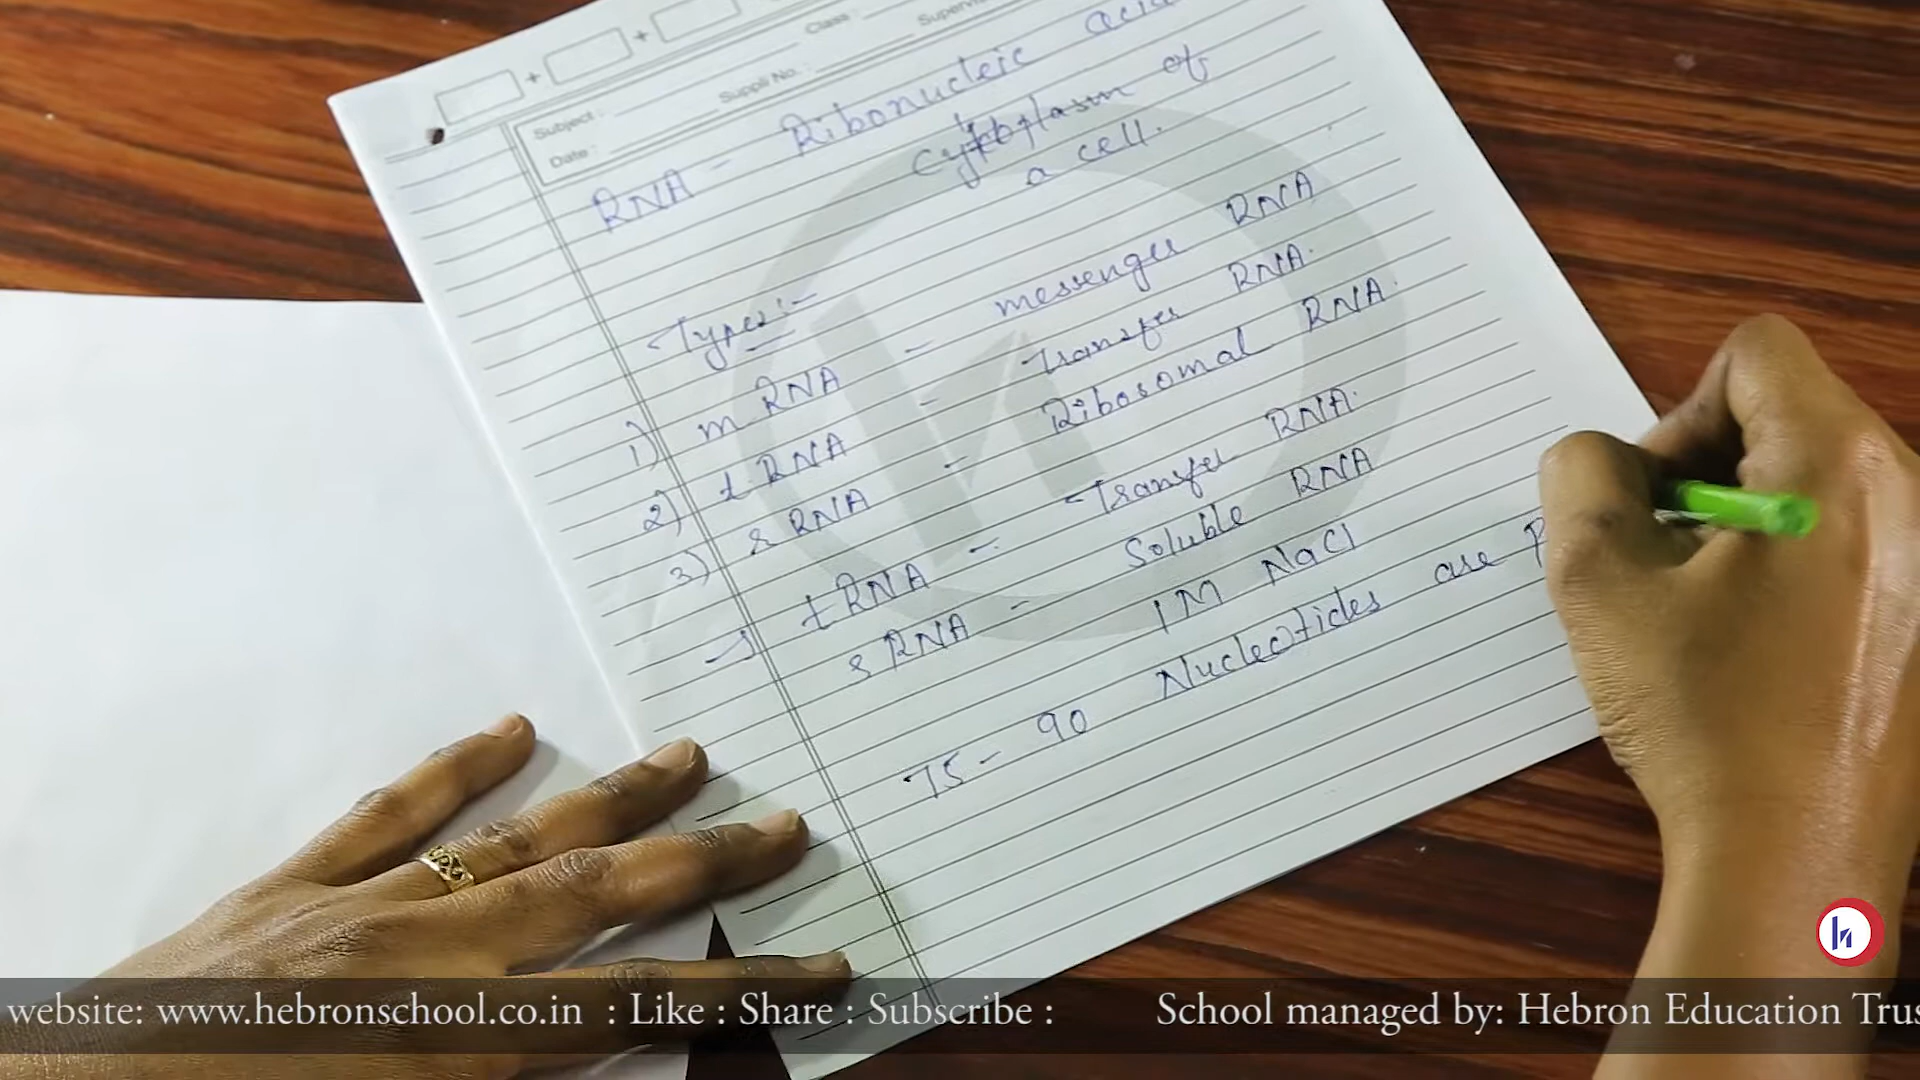 + +
Class :
Supervi
Subject :
Suppli No. :
Date :
RNA - Ribonucleic acid
Cytoplasm of
a cell.
Types :-
1) m RNA - messenger RNA
2) t RNA - Transfer RNA.
3) r RNA - Ribosomal RNA.
→ t RNA - Transfer RNA.
s RNA - Soluble RNA
1M NaCl
75 - 90 Nucleotides are P
website: www.hebronschool.co.in : Like : Share : Subscribe : School managed by: Hebron Education Trus